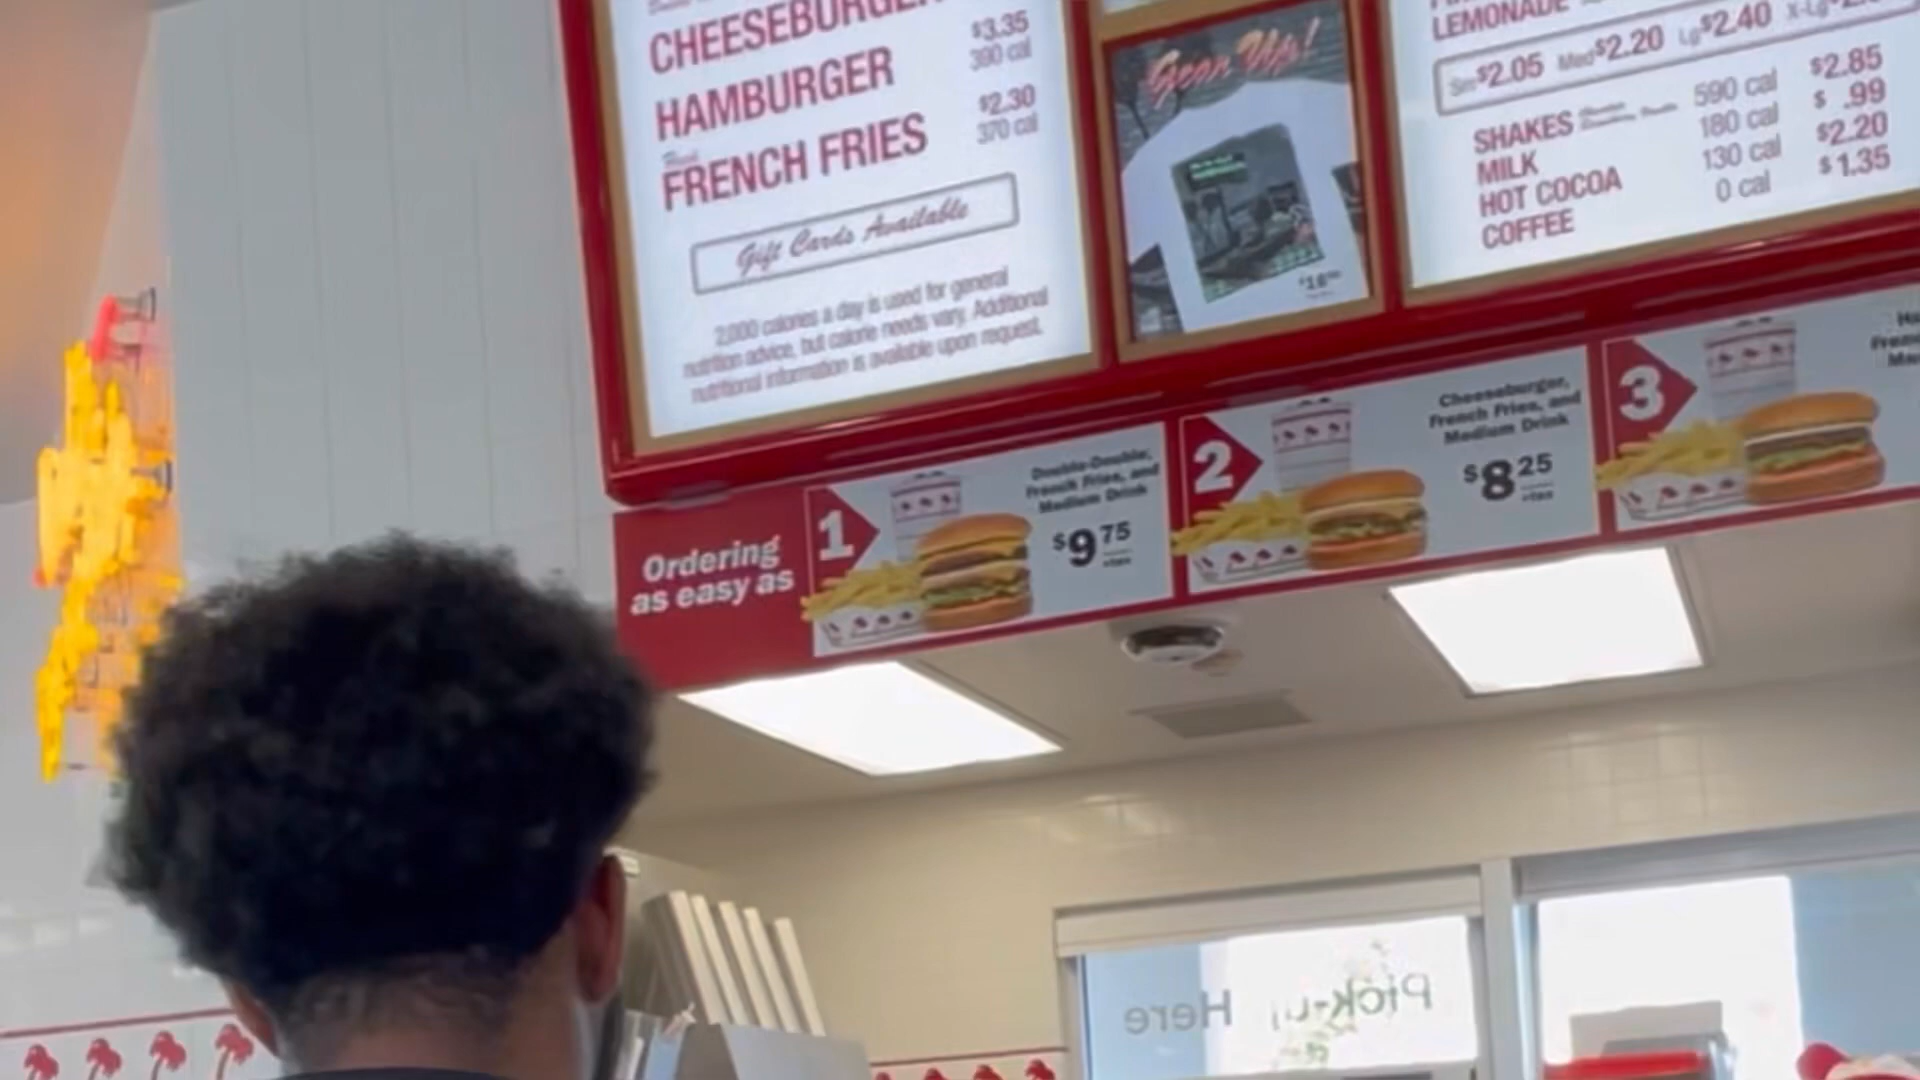 CHEESEBURGER
$3.35
390 cal
HAMBURGER
$2.30
370 cal
FRENCH FRIES
Gift Cards Available
2,000 calories a day is used for general
nutrition advice, but calorie needs vary. Additional
nutritional information is available upon request.
Gear Up!
LEMONADE
Sm $2.05 Med $2.20 Lg $2.40 X-Lg
SHAKES 590 cal $2.85
MILK 180 cal $ .99
HOT COCOA 130 cal $2.20
COFFEE 0 cal $1.35
Ordering
as easy as
1
Double-Double,
French Fries, and
Medium Drink
$9 75
+tax
2
Cheeseburger,
French Fries, and
Medium Drink
$8 25
+tax
3
Pick-up Here